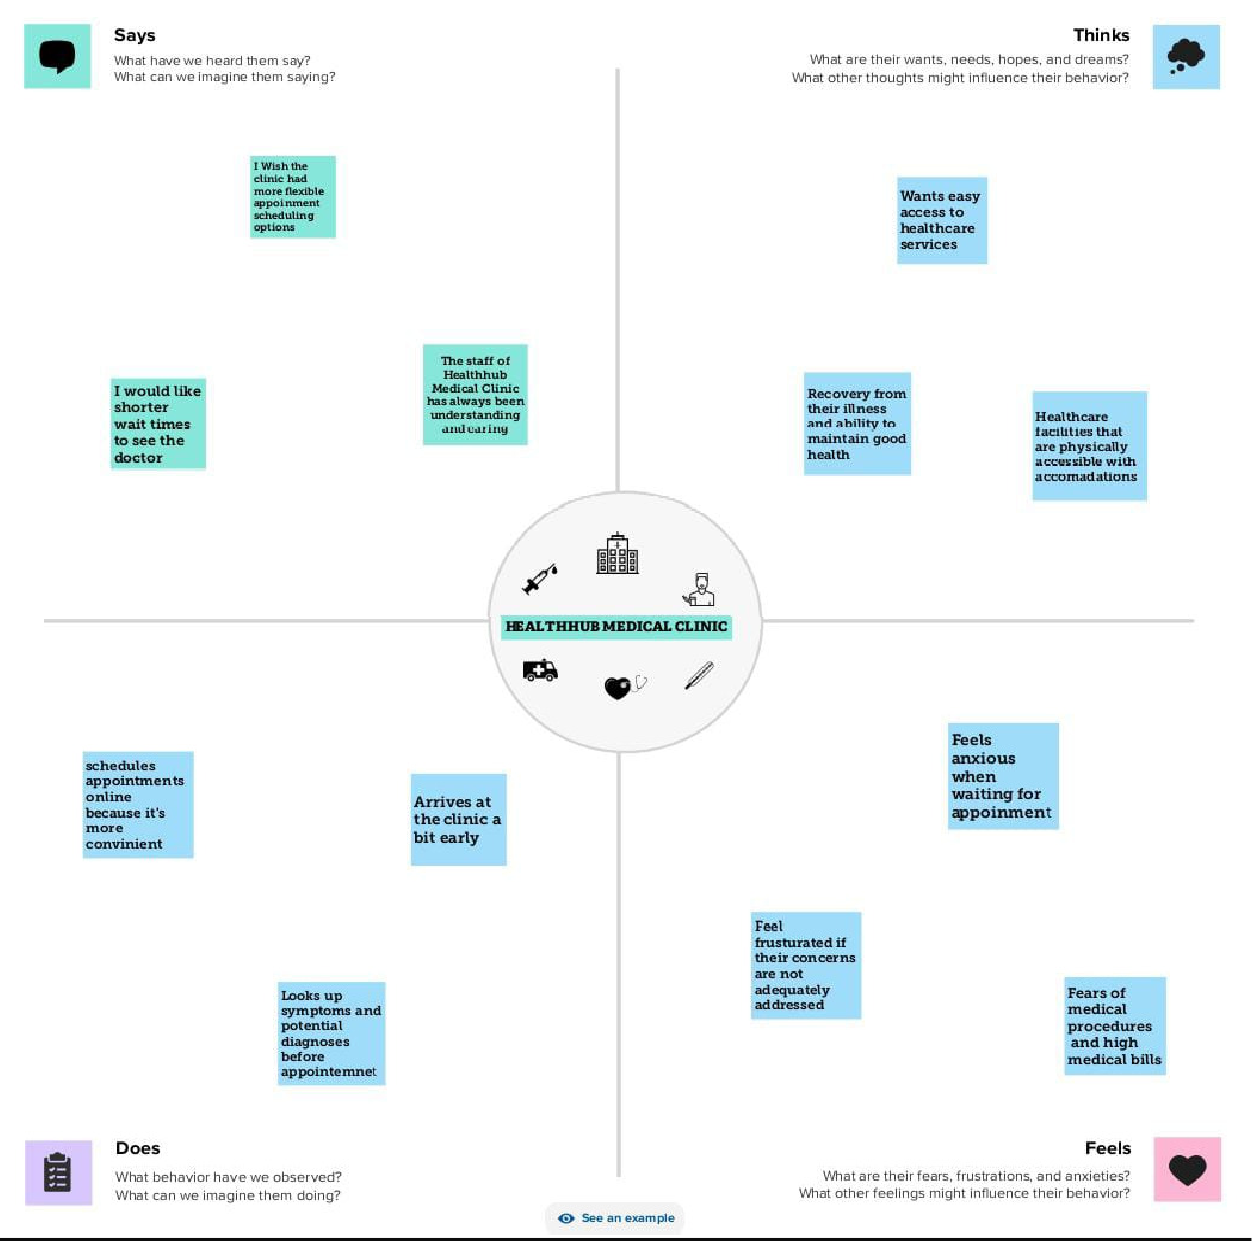 Says
What have we heard them say?
What can we imagine them saying?
Thinks
What are their wants, needs, hopes, and dreams?
What other thoughts might influence their behavior?
I Wish the
clinic had
more flexible
appoinment
scheduling
options
I would like
shorter
wait times
to see the
doctor
The staff of
Healthhub
Medical Clinic
has always been
understanding
and caring
Wants easy
access to
healthcare
services
Recovery from
their illness
and ability to
maintain good
health
Healthcare
facilities that
are physically
accessible with
accomadations
HEALTHHUB MEDICAL CLINIC
schedules
appointments
online
because it's
more
convinient
Arrives at
the clinic a
bit early
Looks up
symptoms and
potential
diagnoses
before
appointemnet
Feels
anxious
when
waiting for
appoinment
Feel
frusturated if
their concerns
are not
adequately
addressed
Fears of
medical
procedures
and high
medical bills
Does
What behavior have we observed?
What can we imagine them doing?
Feels
What are their fears, frustrations, and anxieties?
What other feelings might influence their behavior?
See an example